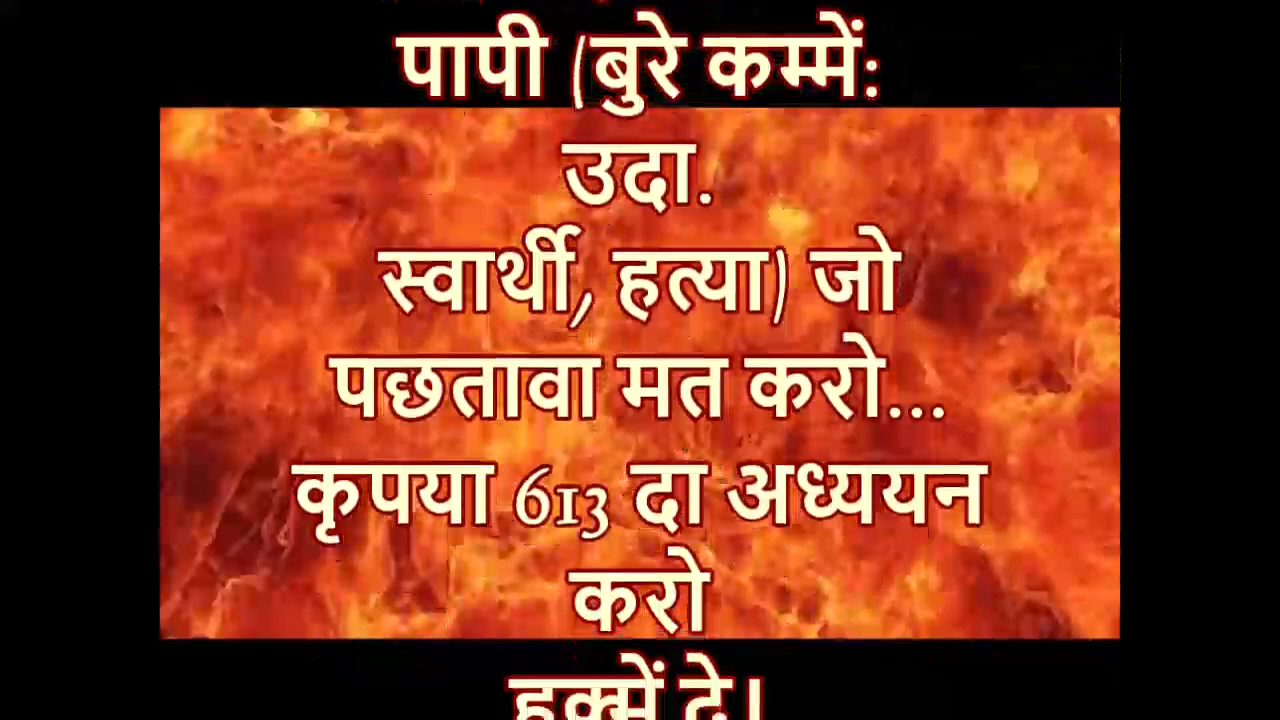 पापी (बुरे कम्में:
उदा.
स्वार्थी, हत्या) जो
पछतावा मत करो...
कृपया 613 दा अध्ययन
करो